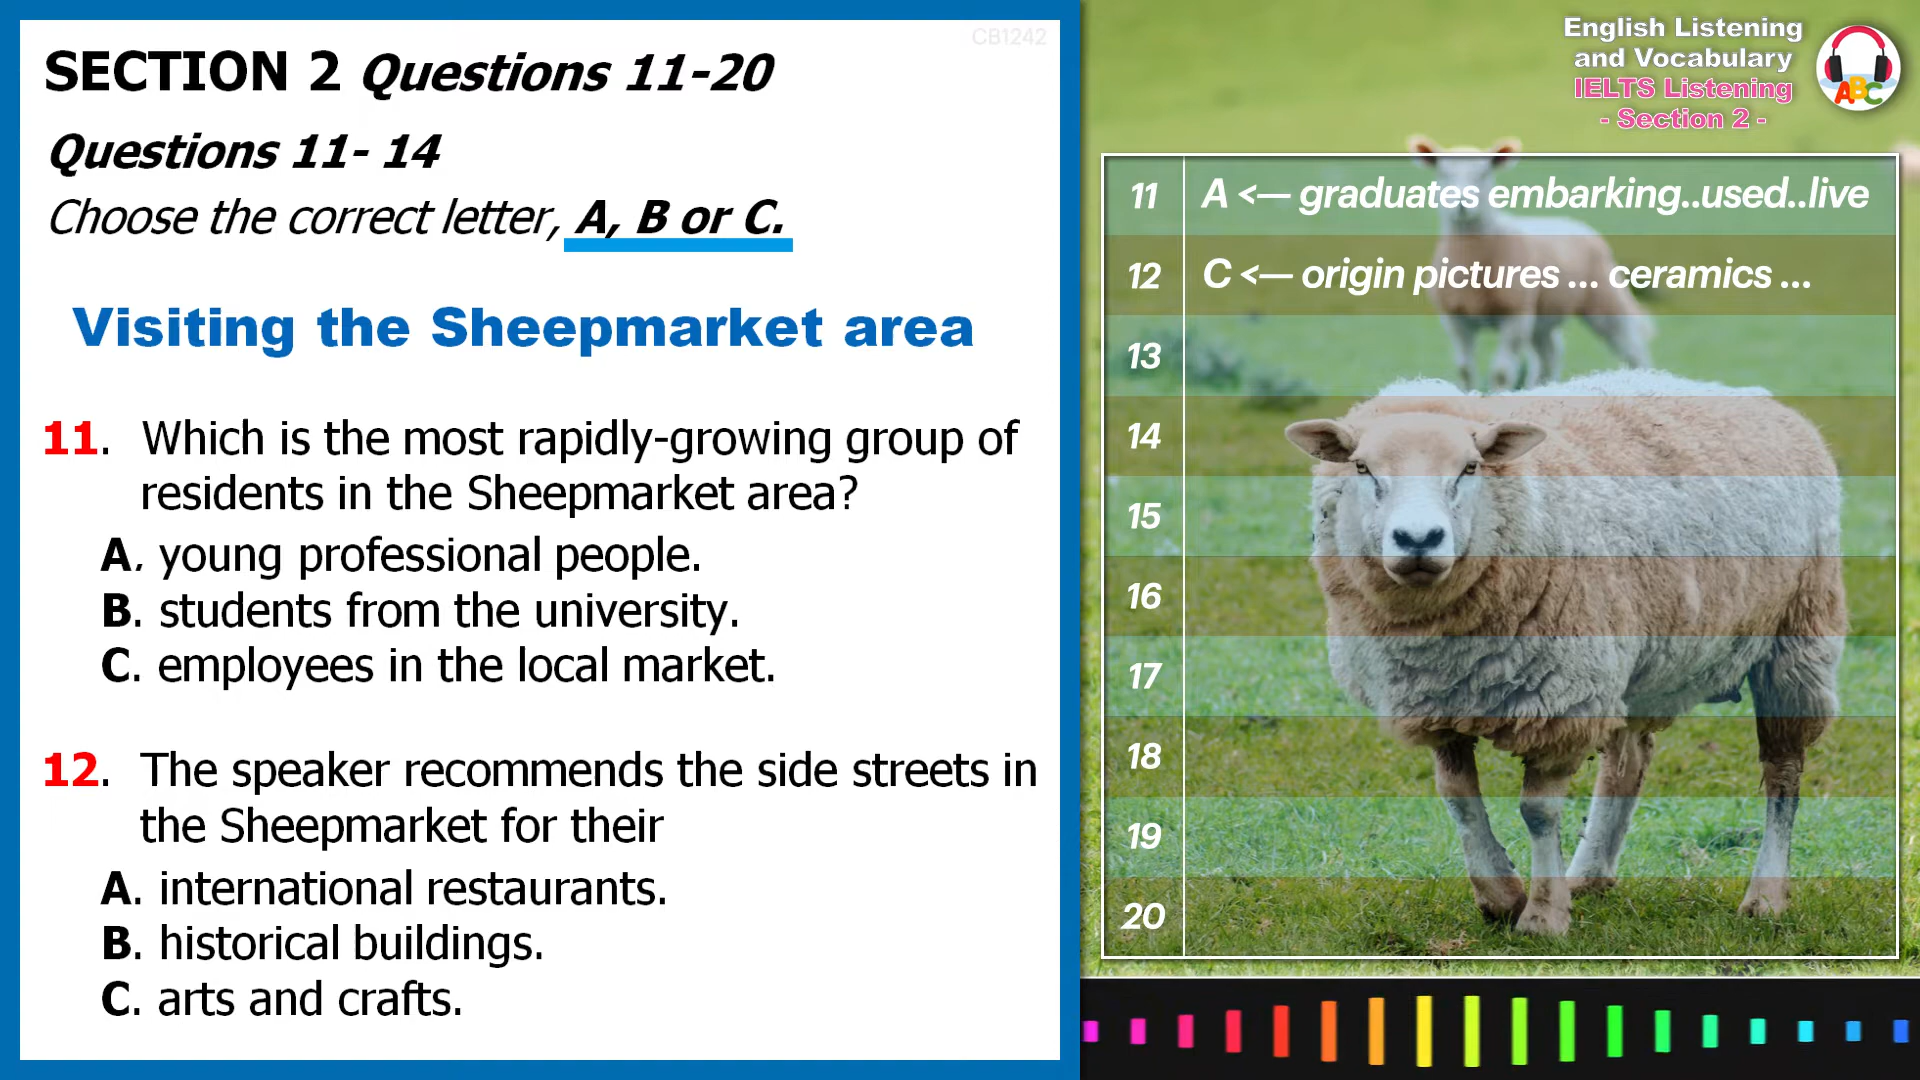 CB1242
SECTION 2 Questions 11-20
Questions 11- 14
Choose the correct letter, A, B or C.
Visiting the Sheepmarket area
11. Which is the most rapidly-growing group of
residents in the Sheepmarket area?
A. young professional people.
B. students from the university.
C. employees in the local market.
12. The speaker recommends the side streets in
the Sheepmarket for their
A. international restaurants.
B. historical buildings.
C. arts and crafts.
English Listening
and Vocabulary
IELTS Listening
- Section 2 -
ABC
11 A <— graduates embarking..used..live
12 C <— origin pictures ... ceramics ...
13
14
15
16
17
18
19
20